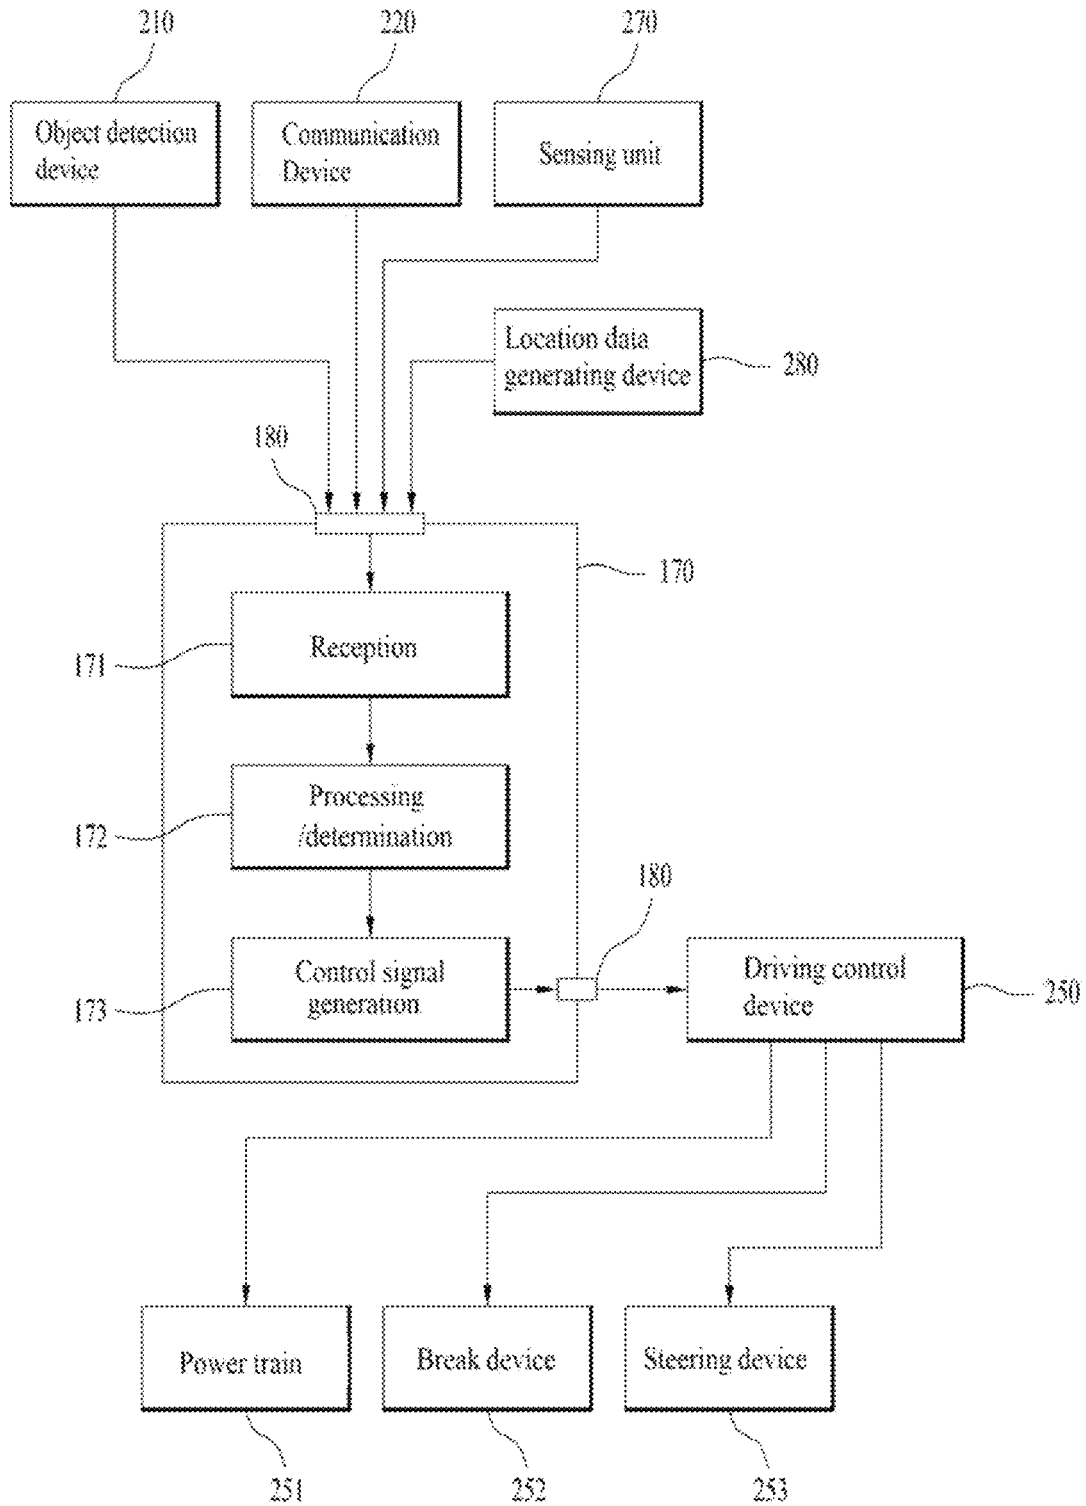 210
220
270
Object detection
device
Communication
Device
Sensing unit
Location data
generating device
280
180
170
Reception
171
Processing
/determination
172
180
Control signal
generation
173
Driving control
device
250
Power train
Break device
Steering device
251
252
253